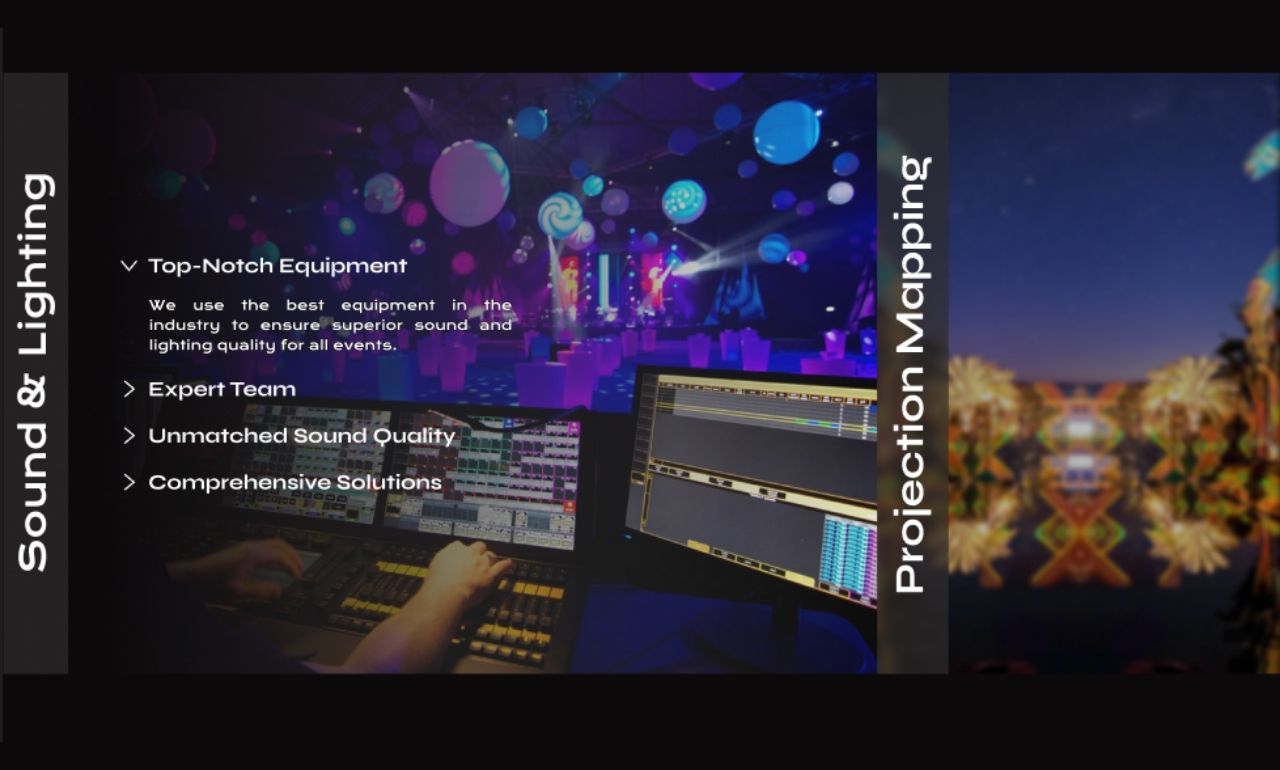 Sound & Lighting
Top-Notch Equipment
We use the best equipment in the
industry to ensure superior sound and
lighting quality for all events.
Expert Team
Unmatched Sound Quality
Comprehensive Solutions
Projection Mapping